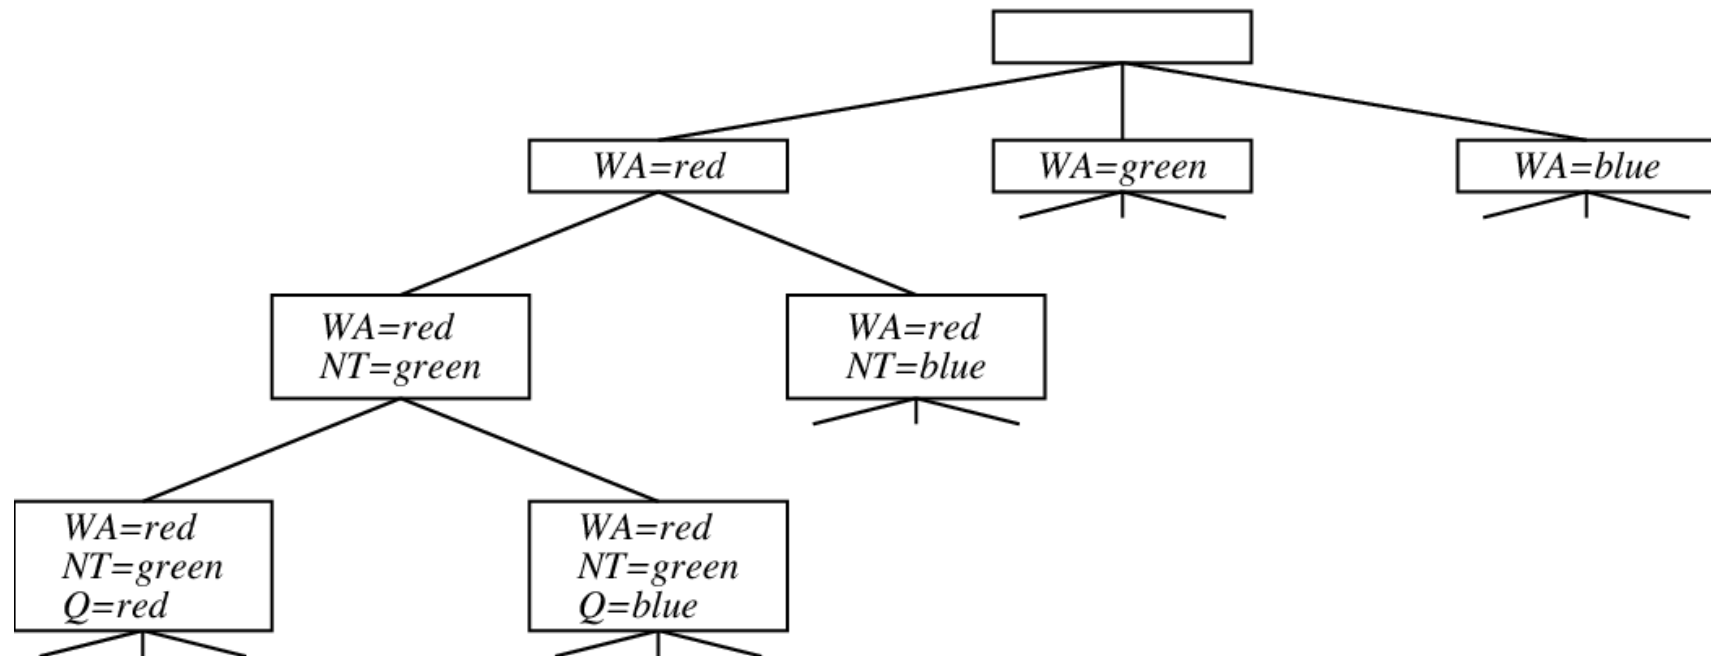 WA=red
WA=green
WA=blue
WA=red
NT=green
WA=red
NT=blue
WA=red
NT=green
Q=red
WA=red
NT=green
Q=blue